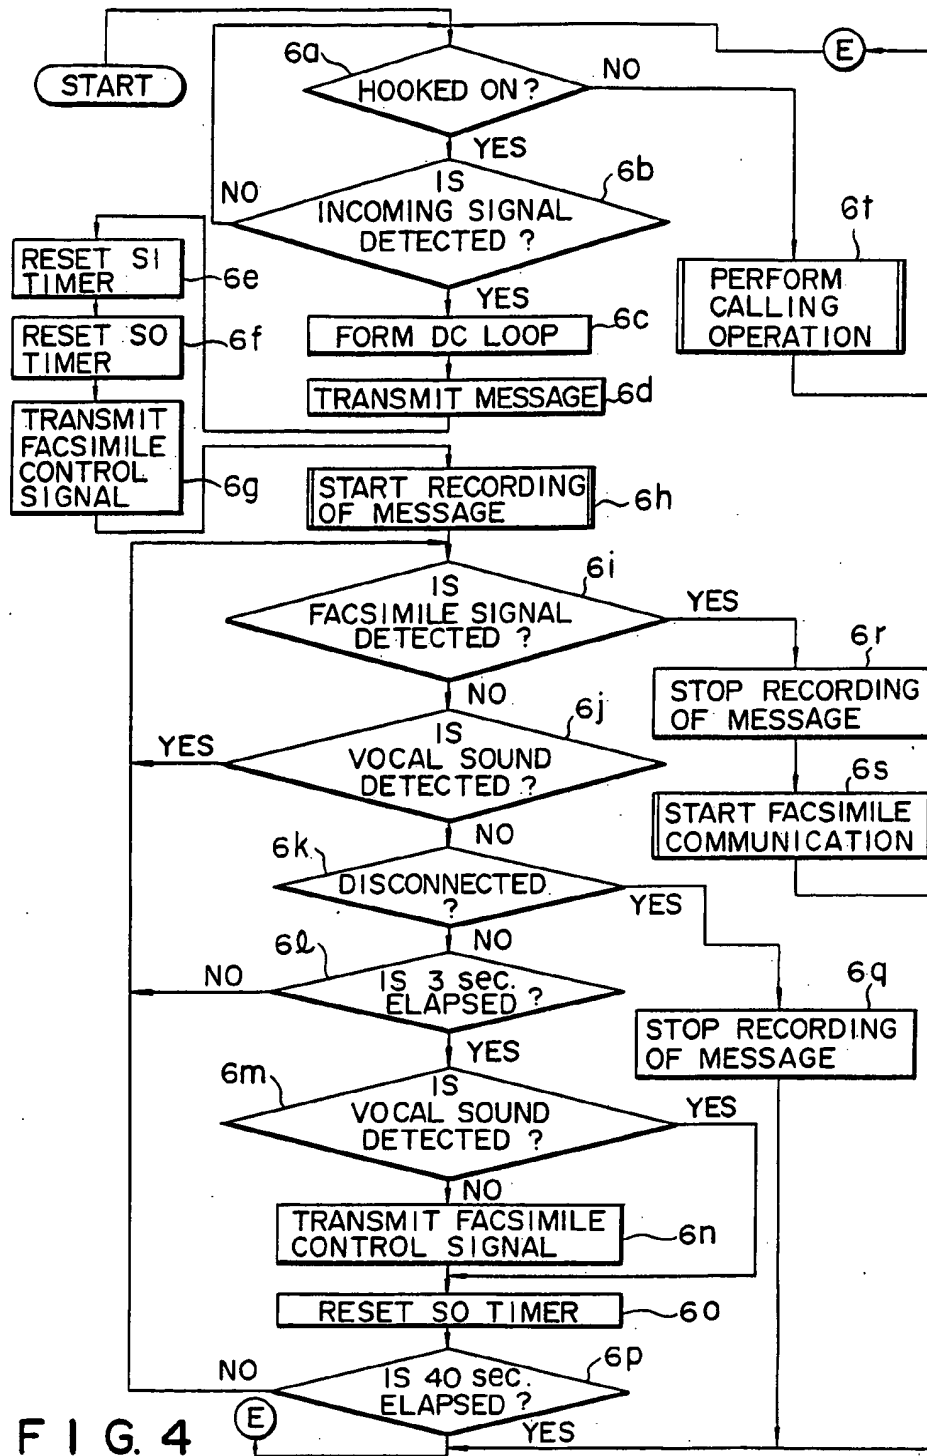 START
6a
HOOKED ON?
NO
E
YES
6b
IS
INCOMING SIGNAL
DETECTED ?
NO
YES
6t
PERFORM
CALLING
OPERATION
FORM DC LOOP
6c
TRANSMIT MESSAGE
6d
RESET S1
TIMER
6e
RESET S0
TIMER
6f
TRANSMIT
FACSIMILE
CONTROL
SIGNAL
6g
START RECORDING
OF MESSAGE
6h
IS
FACSIMILE SIGNAL
DETECTED ?
6i
YES
NO
6r
STOP RECORDING
OF MESSAGE
6s
START FACSIMILE
COMMUNICATION
IS
VOCAL SOUND
DETECTED ?
6j
YES
NO
6k
DISCONNECTED
?
YES
NO
6l
IS 3 sec.
ELAPSED ?
NO
YES
6q
STOP RECORDING
OF MESSAGE
6m
IS
VOCAL SOUND
DETECTED ?
YES
NO
TRANSMIT FACSIMILE
CONTROL SIGNAL
6n
RESET S0 TIMER
6o
IS 40 sec.
ELAPSED ?
6p
NO
YES
E
FIG. 4